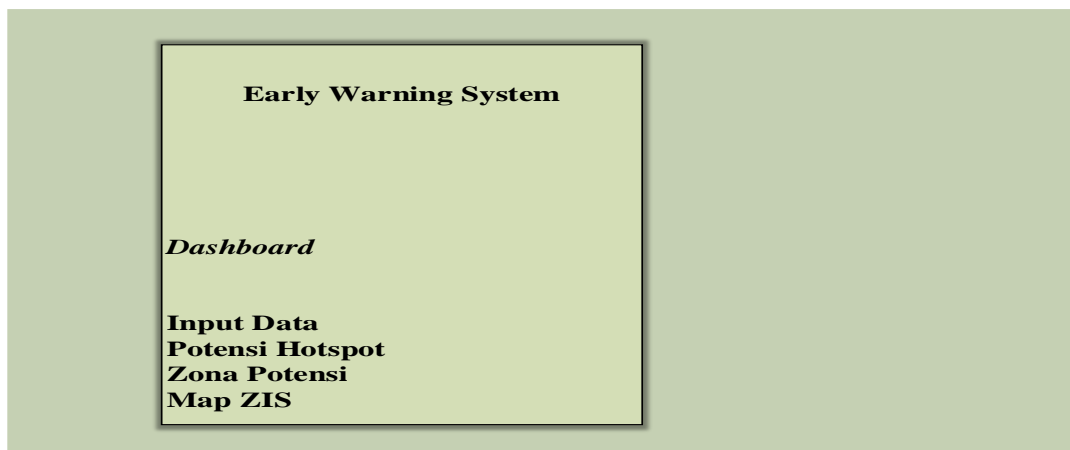 Early Warning System
Dashboard
Input Data
Potensi Hotspot
Zona Potensi
Map ZIS